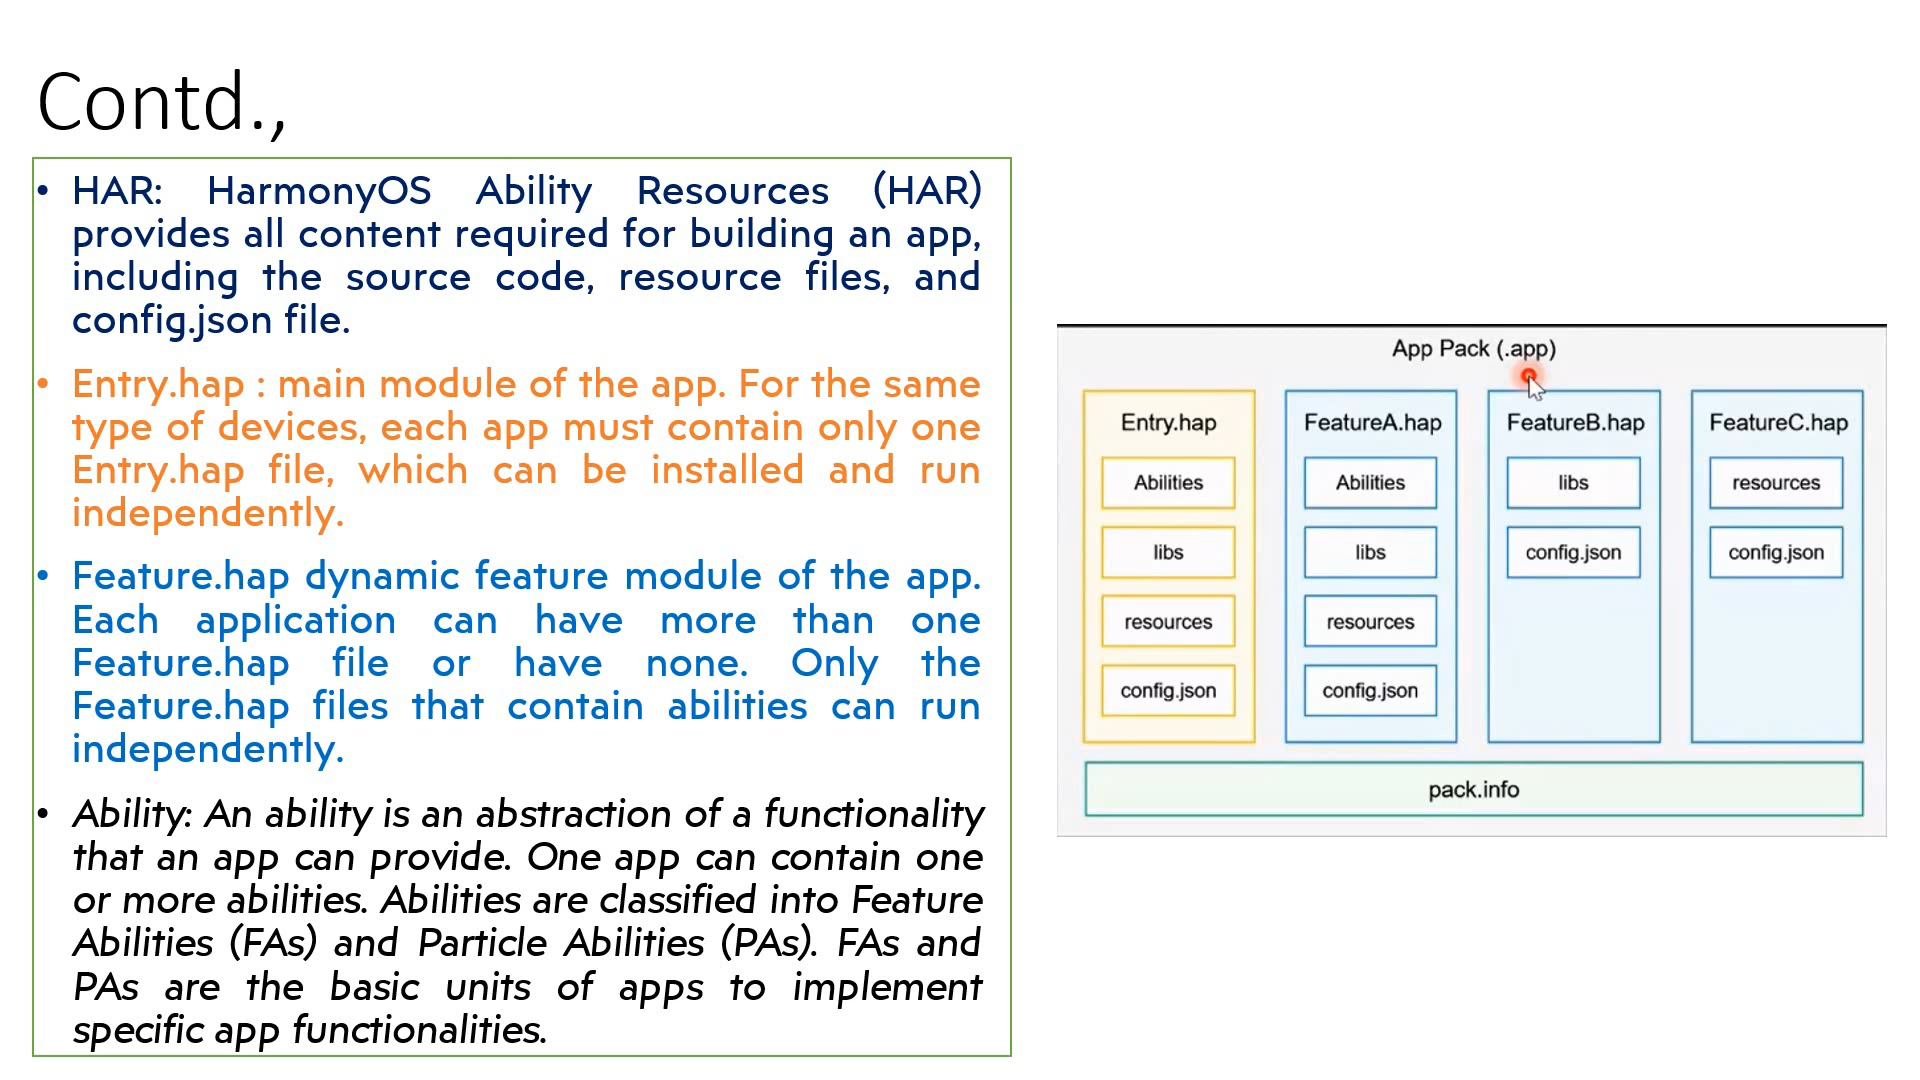 Contd.,
• HAR: HarmonyOS Ability Resources (HAR)
provides all content required for building an app,
including the source code, resource files, and
config.json file.
• Entry.hap : main module of the app. For the same
type of devices, each app must contain only one
Entry.hap file, which can be installed and run
independently.
• Feature.hap dynamic feature module of the app.
Each application can have more than one
Feature.hap file or have none. Only the
Feature.hap files that contain abilities can run
independently.
• Ability: An ability is an abstraction of a functionality
that an app can provide. One app can contain one
or more abilities. Abilities are classified into Feature
Abilities (FAs) and Particle Abilities (PAs). FAs and
PAs are the basic units of apps to implement
specific app functionalities.
App Pack (.app)
Entry.hap
Abilities
libs
resources
config.json
FeatureA.hap
Abilities
libs
resources
config.json
FeatureB.hap
libs
config.json
FeatureC.hap
resources
config.json
pack.info